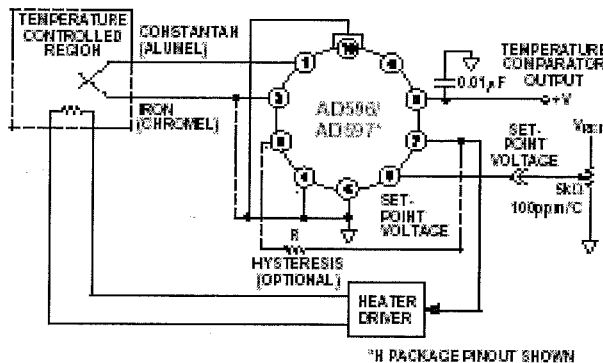 TEMPERATURE
CONTROLLED
REGION
CONSTANTAN
(ALUMEL)
IRON
(CHROMEL)
1
2
3
4
5
6
7
8
9
10
AD596/
AD597*
0.01µF
TEMPERATURE
COMPARATOR
OUTPUT
+V
SET-
POINT
VOLTAGE
5kΩ
100ppm/°C
SET-
POINT
VOLTAGE
R
HYSTERESIS
(OPTIONAL)
HEATER
DRIVER
*H PACKAGE PINOUT SHOWN